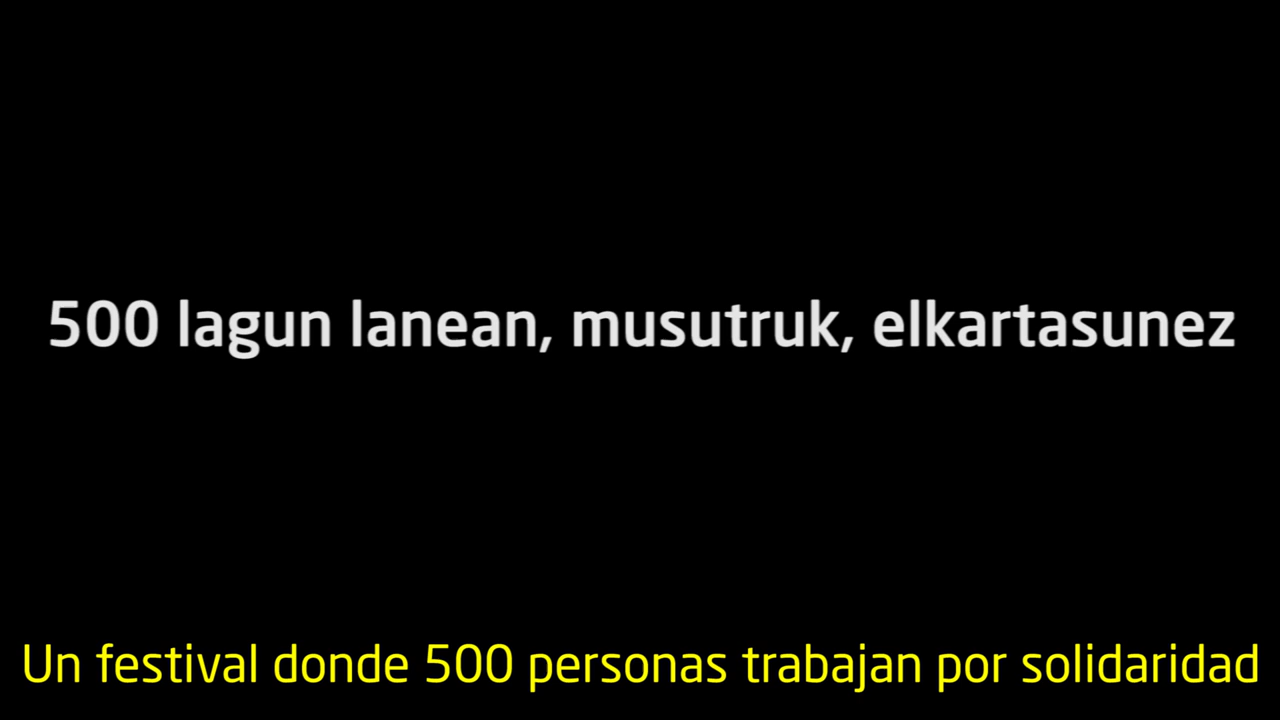 500 lagun lanean, musutruk, elkartasunez
Un festival donde 500 personas trabajan por solidaridad